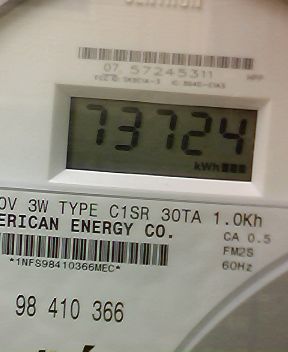 07 57245311
HPP
73724
kWh
0V 3W TYPE C1SR 30TA 1.0Kh
ERICAN ENERGY CO.
CA 0.5
FM2S
60Hz
*1NFS98410366MEC*
98 410 366